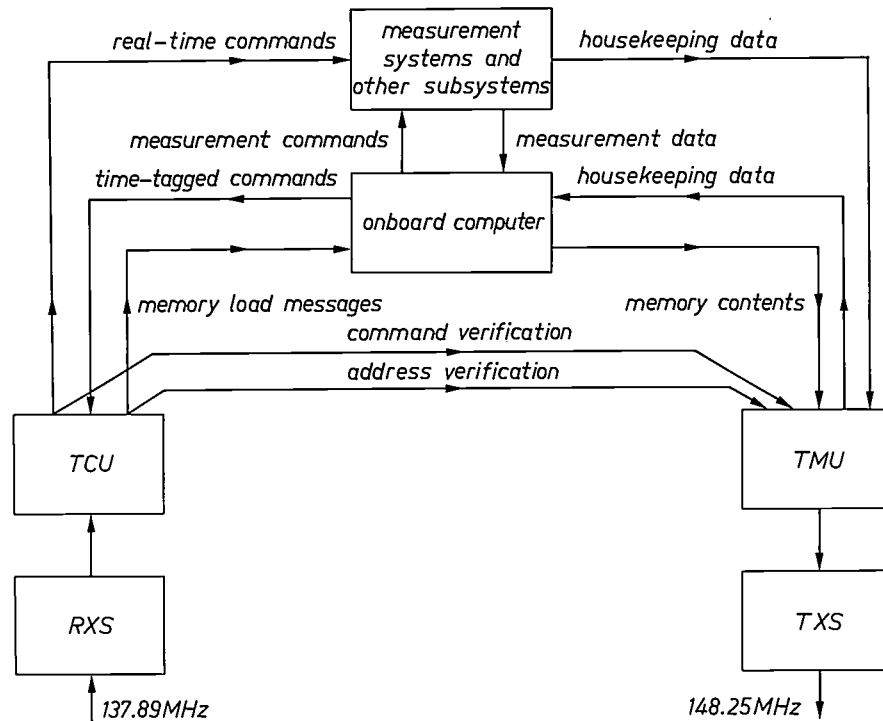 real-time commands
measurement
systems and
other subsystems
housekeeping data
measurement commands
measurement data
time-tagged commands
housekeeping data
onboard computer
memory load messages
memory contents
command verification
address verification
TCU
TMU
RXS
TXS
137.89MHz
148.25MHz